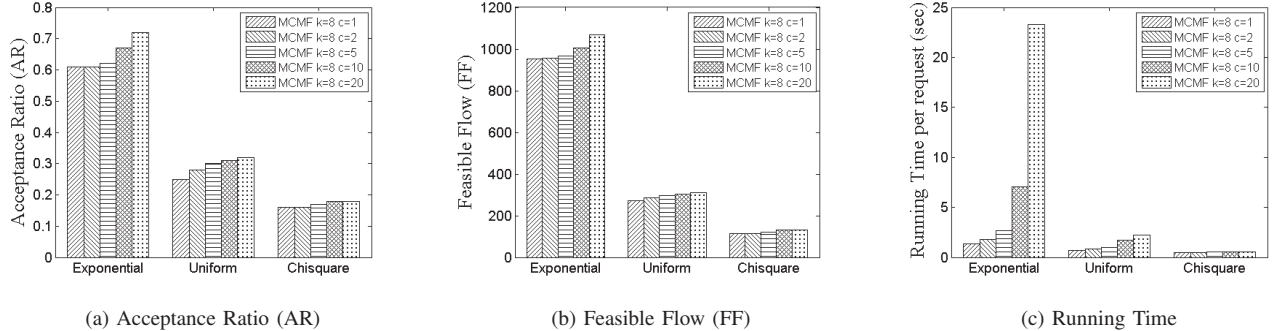 0.8
0.7
0.6
0.5
0.4
0.3
0.2
0.1
0
Acceptance Ratio (AR)
MCMF k=8 c=1
MCMF k=8 c=2
MCMF k=8 c=5
MCMF k=8 c=10
MCMF k=8 c=20
Exponential Uniform Chisquare
(a) Acceptance Ratio (AR)
1200
1000
800
600
400
200
0
Feasible Flow (FF)
MCMF k=8 c=1
MCMF k=8 c=2
MCMF k=8 c=5
MCMF k=8 c=10
MCMF k=8 c=20
Exponential Uniform Chisquare
(b) Feasible Flow (FF)
25
20
15
10
5
0
Running Time per request (sec)
MCMF k=8 c=1
MCMF k=8 c=2
MCMF k=8 c=5
MCMF k=8 c=10
MCMF k=8 c=20
Exponential Uniform Chisquare
(c) Running Time